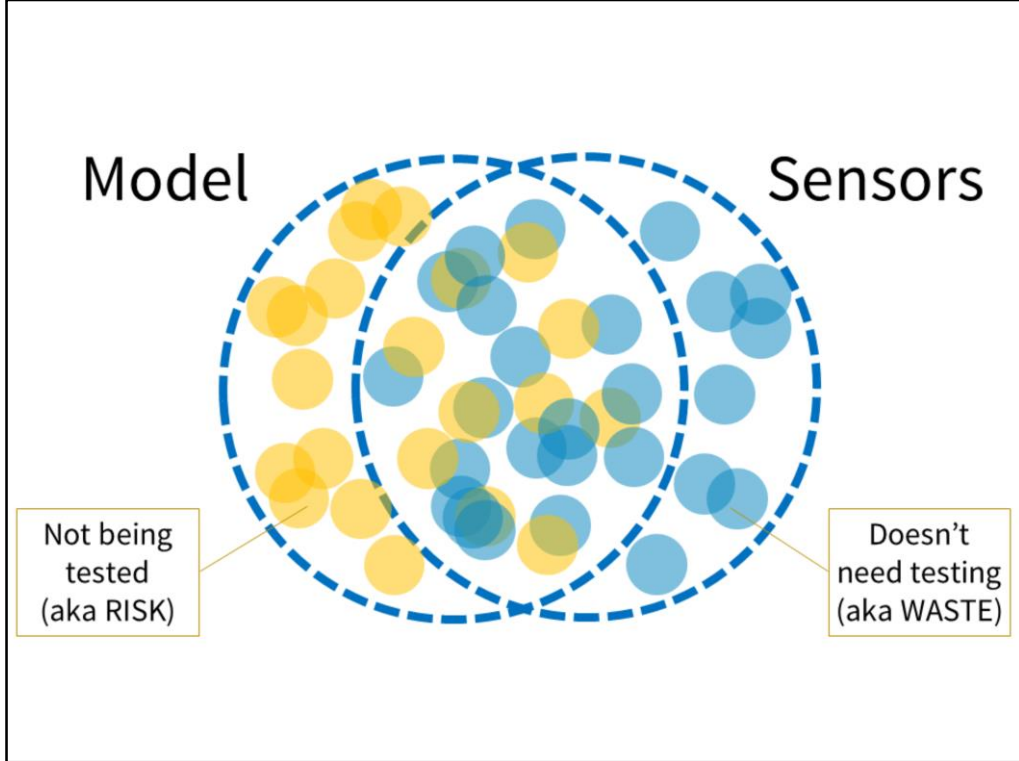 Model
Sensors
Not being
tested
(aka RISK)
Doesn’t
need testing
(aka WASTE)